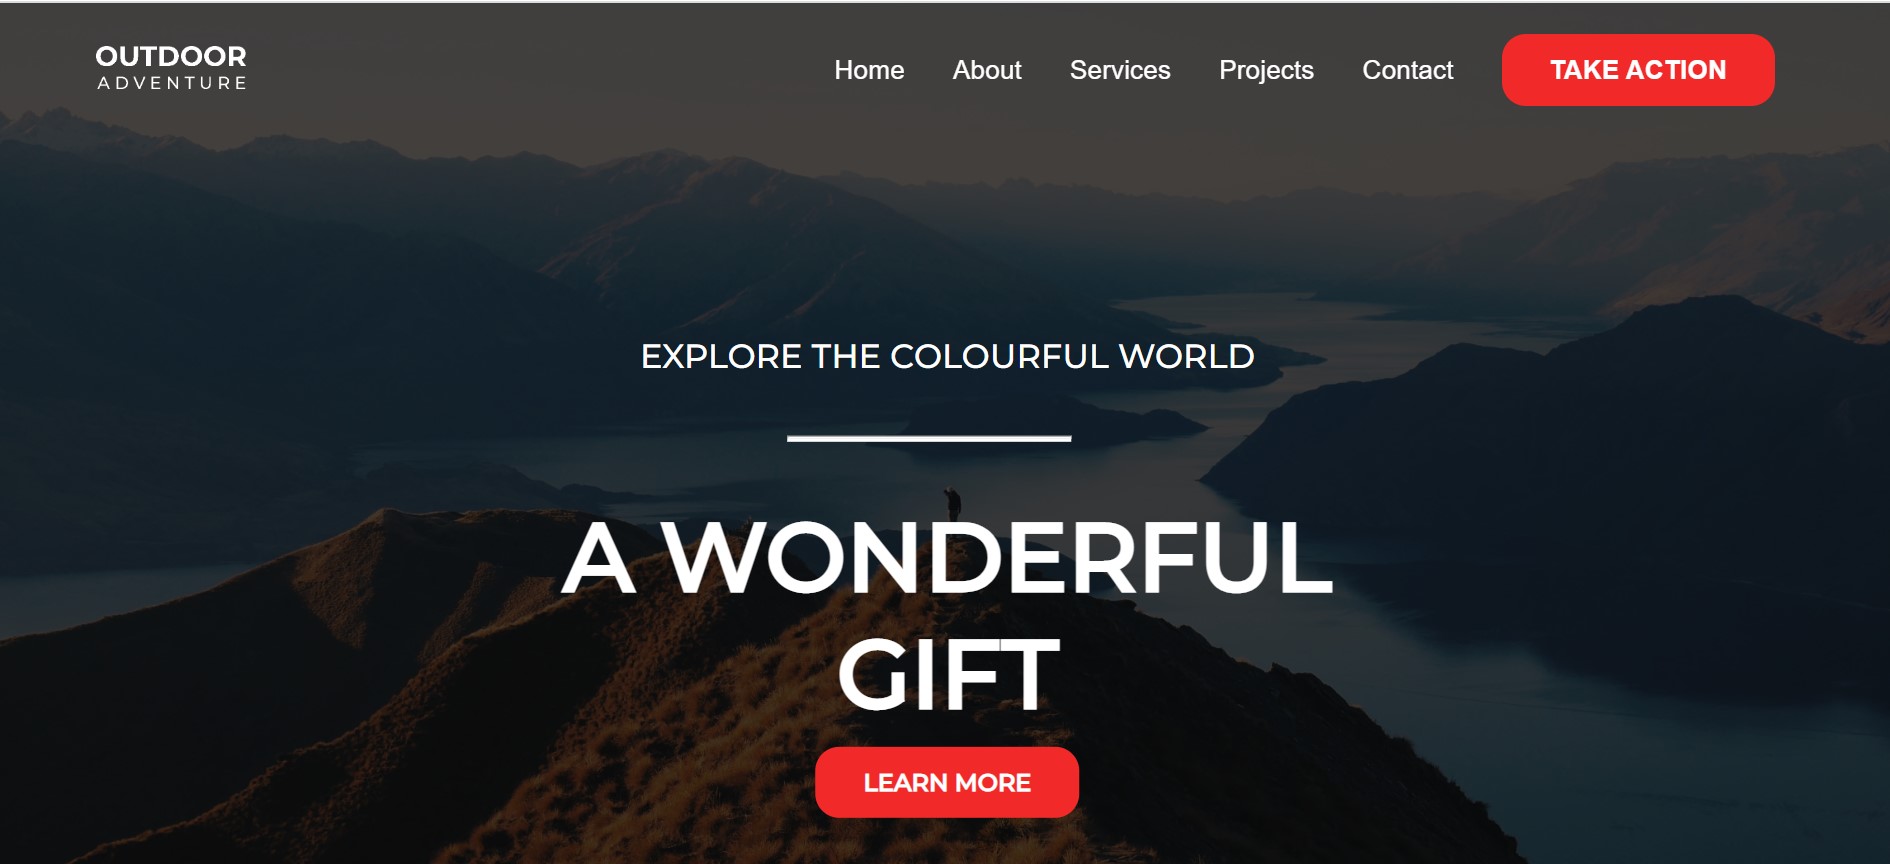 OUTDOOR
ADVENTURE
Home About Services Projects Contact TAKE ACTION
EXPLORE THE COLOURFUL WORLD
A WONDERFUL
GIFT
LEARN MORE